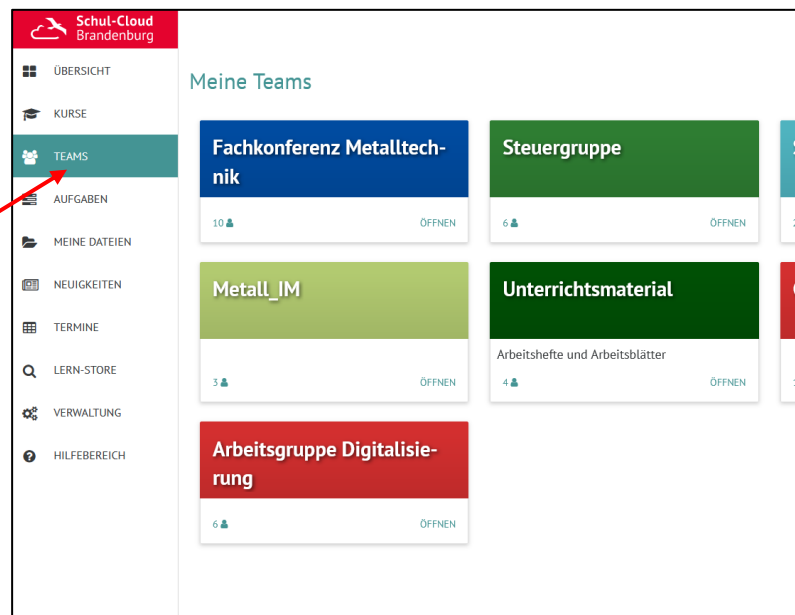 Schul-Cloud
Brandenburg
ÜBERSICHT
KURSE
TEAMS
AUFGABEN
MEINE DATEIEN
NEUIGKEITEN
TERMINE
LERN-STORE
VERWALTUNG
HILFEBEREICH
Meine Teams
Fachkonferenz Metalltech-
nik
10 ÖFFNEN
Steuergruppe
6 ÖFFNEN
Metall_IM
3 ÖFFNEN
Unterrichtsmaterial
Arbeitshefte und Arbeitsblätter
4 ÖFFNEN
Arbeitsgruppe Digitalisie-
rung
6 ÖFFNEN